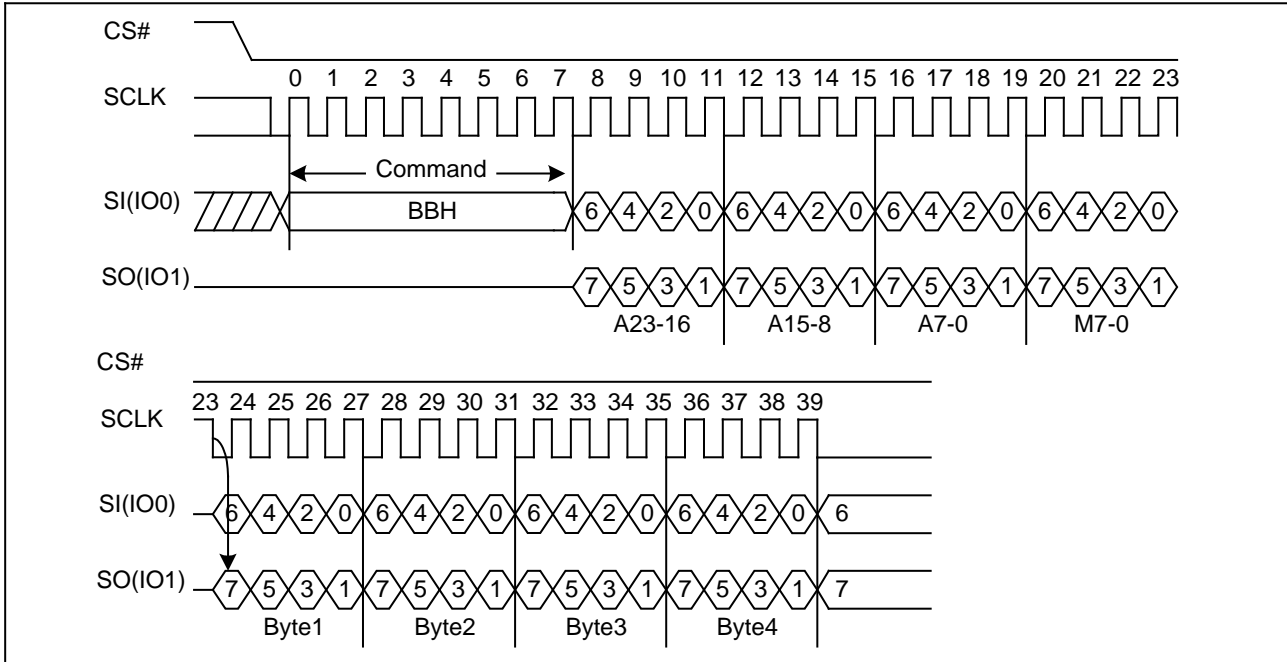 CS#
0 1 2 3 4 5 6 7 8 9 10 11 12 13 14 15 16 17 18 19 20 21 22 23
SCLK
Command
SI(IO0) BBH 6 4 2 0 6 4 2 0 6 4 2 0 6 4 2 0
SO(IO1) 7 5 3 1 7 5 3 1 7 5 3 1 7 5 3 1
A23-16 A15-8 A7-0 M7-0
CS#
23 24 25 26 27 28 29 30 31 32 33 34 35 36 37 38 39
SCLK
SI(IO0) 6 4 2 0 6 4 2 0 6 4 2 0 6 4 2 0 6
SO(IO1) 7 5 3 1 7 5 3 1 7 5 3 1 7 5 3 1 7
Byte1 Byte2 Byte3 Byte4